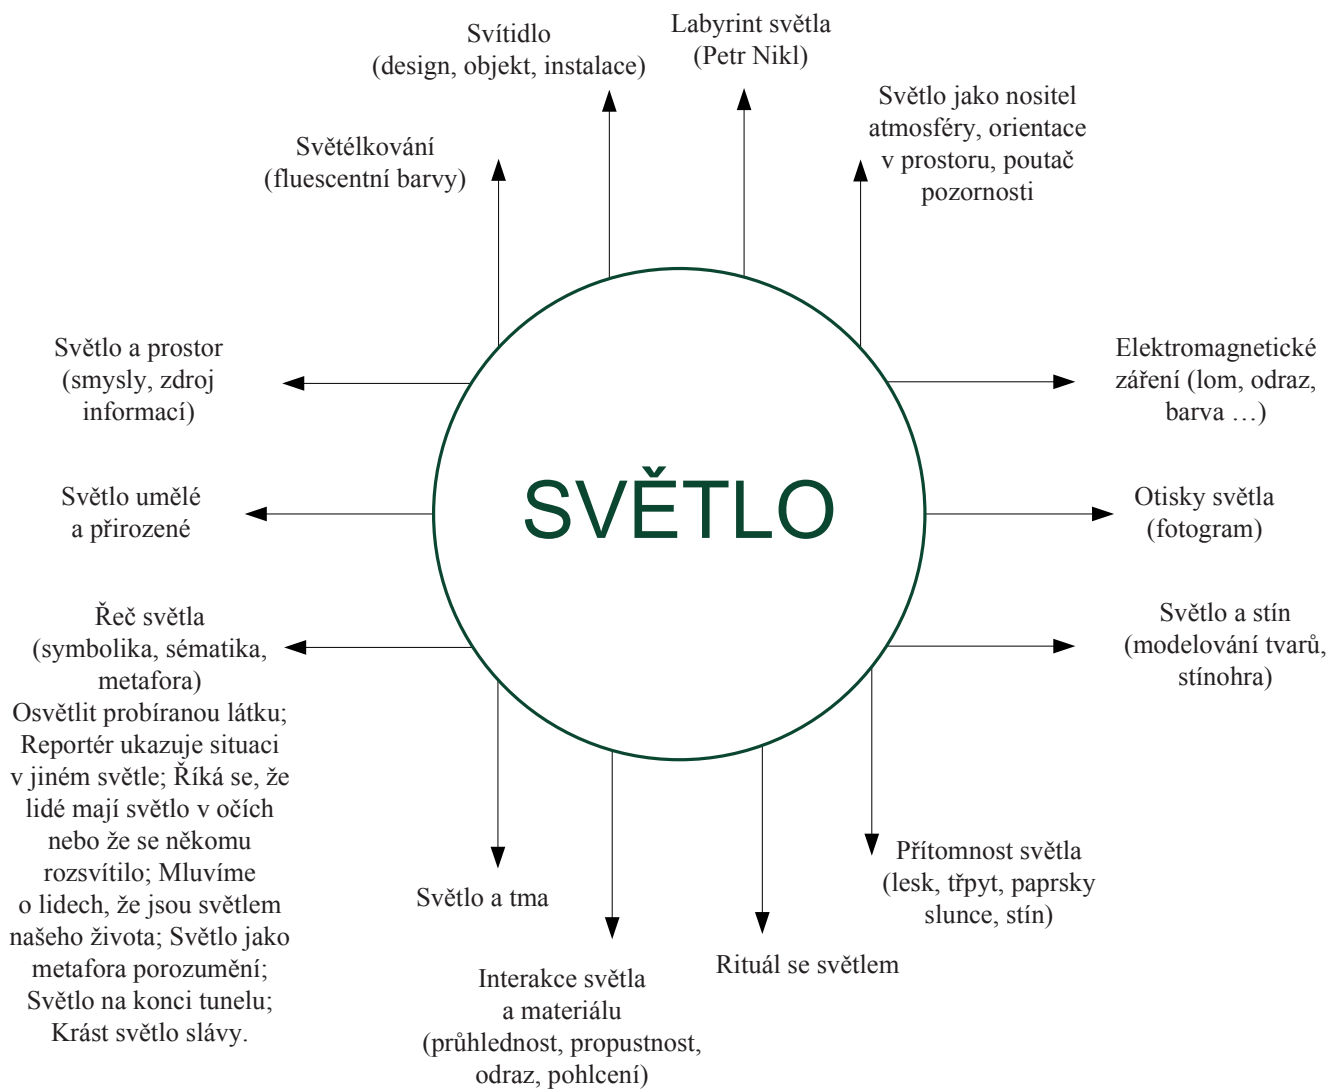 Labyrint světla
(Petr Nikl)
Svítidlo
(design, objekt, instalace)
Světlo jako nositel
atmosféry, orientace
v prostoru, poutač
pozornosti
Světélkování
(fluescentní barvy)
Světlo a prostor
(smysly, zdroj
informací)
Elektromagnetické
záření (lom, odraz,
barva …)
SVĚTLO
Světlo umělé
a přirozené
Otisky světla
(fotogram)
Řeč světla
(symbolika, sématika,
metafora)
Osvětlit probíranou látku;
Reportér ukazuje situaci
v jiném světle; Říká se, že
lidé mají světlo v očích
nebo že se někomu
rozsvítilo; Mluvíme
o lidech, že jsou světlem
našeho života; Světlo jako
metafora porozumění;
Světlo na konci tunelu;
Krást světlo slávy.
Světlo a stín
(modelování tvarů,
stínohra)
Světlo a tma
Interakce světla
a materiálu
(průhlednost, propustnost,
odraz, pohlcení)
Rituál se světlem
Přítomnost světla
(lesk, třpyt, paprsky
slunce, stín)